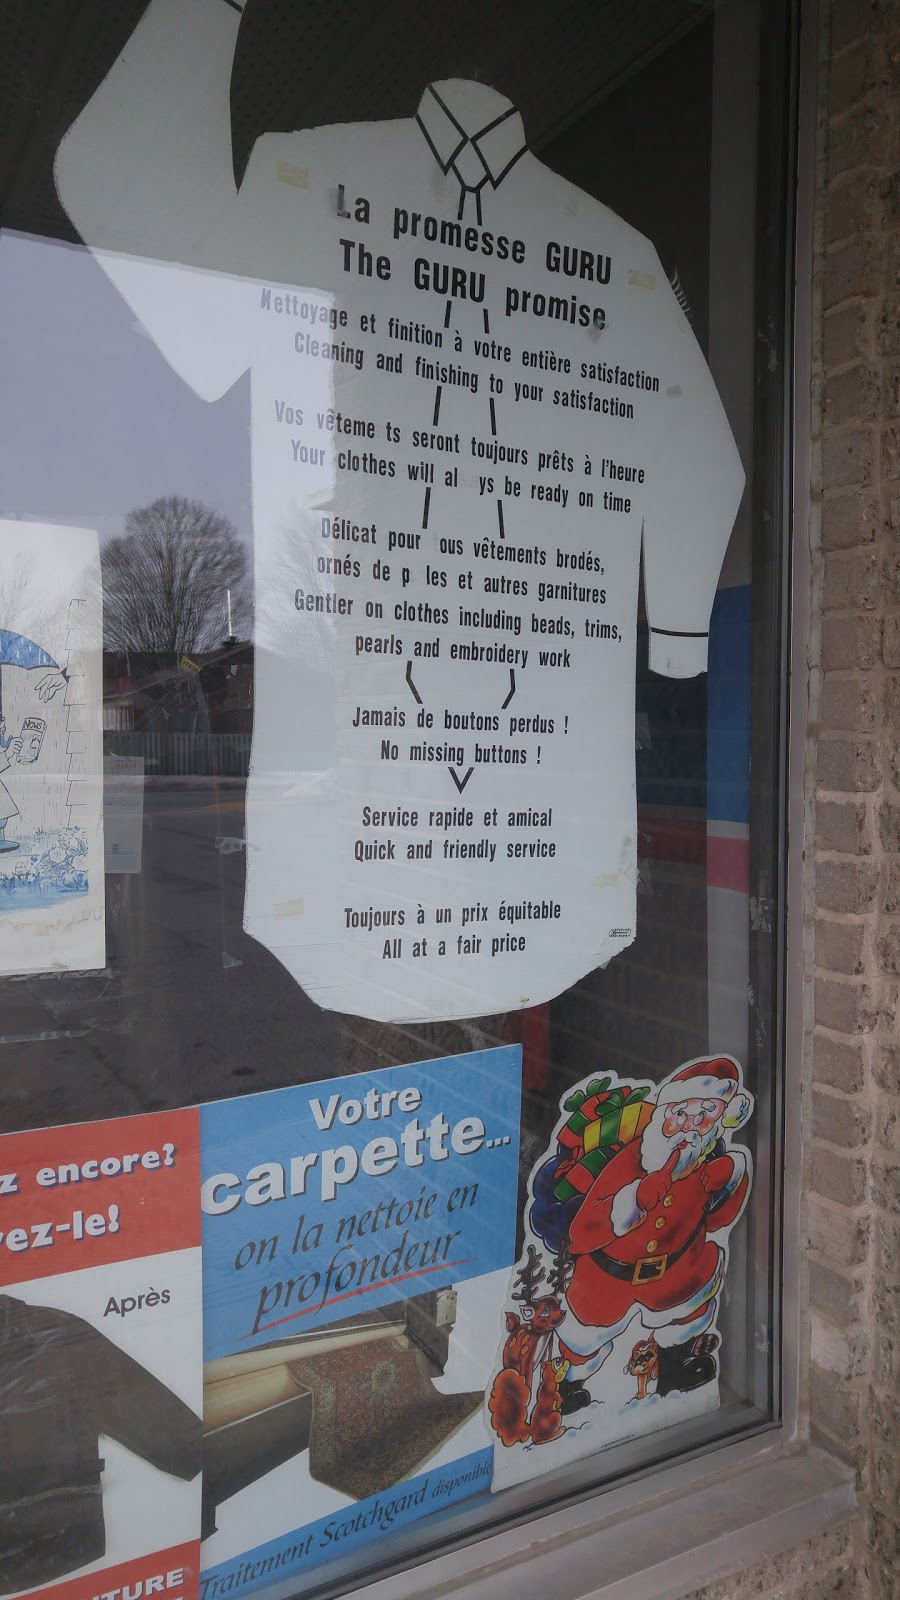 La promesse GURU
The GURU promise
Nettoyage et finition à votre entière satisfaction
Cleaning and finishing to your satisfaction
Vos vêteme ts seront toujours prêts à l'heure
Your clothes will al ys be ready on time
Délicat pour ous vêtements brodés,
ornés de p les et autres garnitures
Gentler on clothes including beads, trims,
pearls and embroidery work
Jamais de boutons perdus !
No missing buttons !
Service rapide et amical
Quick and friendly service
Toujours à un prix équitable
All at a fair price
NEWS
z encore?
ez-le!
Après
TURE
Votre
carpette...
on la nettoie en
profondeur
Traitement Scotchgard disponible